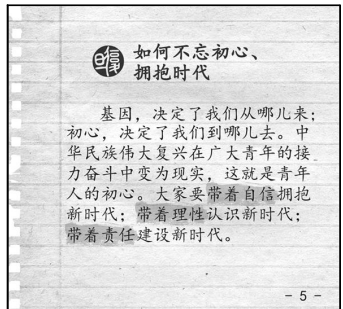 如何不忘初心、
拥抱时代
基因，决定了我们从哪儿来；
初心，决定了我们到哪儿去。中
华民族伟大复兴在广大青年的接
力奋斗中变为现实，这就是青年
人的初心。大家要带着自信拥抱
新时代；带着理性认识新时代；
带着责任建设新时代。
- 5 -